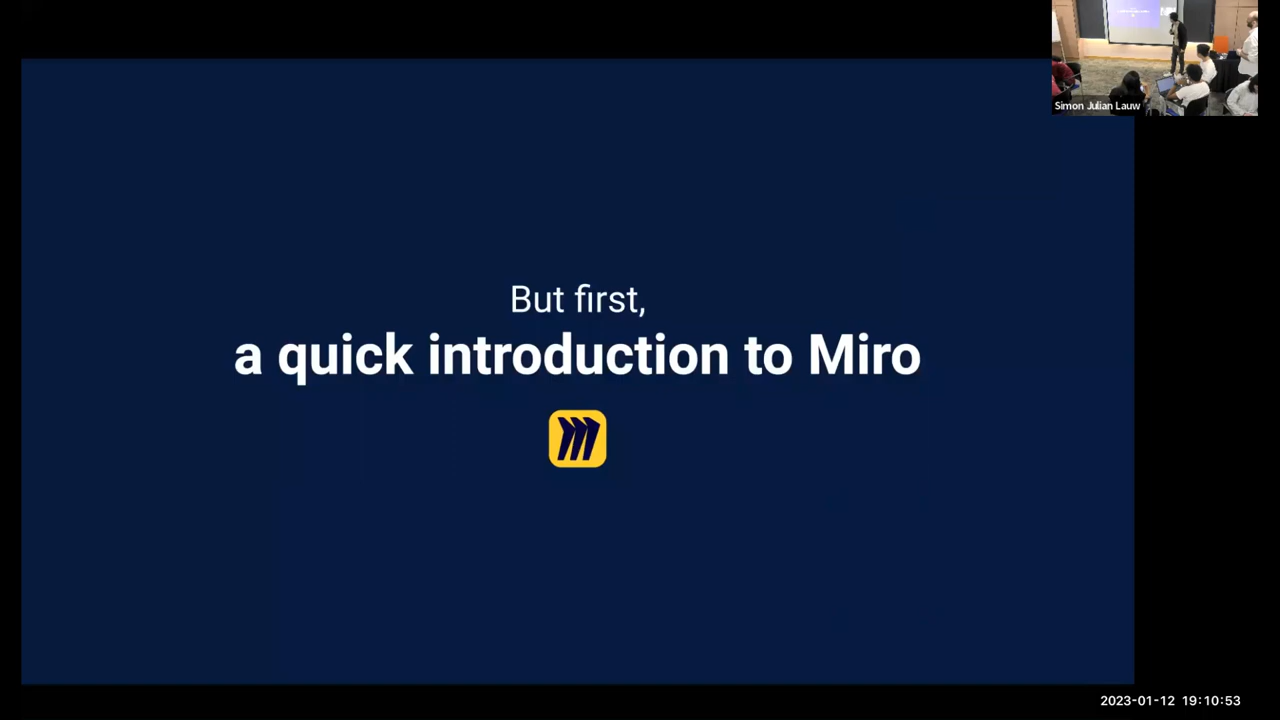 Simon Julian Lauw
But first,
a quick introduction to Miro
2023-01-12 19:10:53